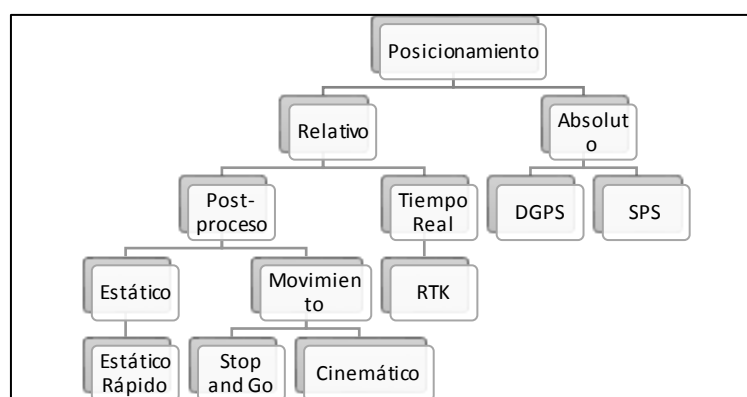 Posicionamiento
Relativo
Absolut
o
Post-
proceso
Tiempo
Real
DGPS
SPS
Estático
Movimien
to
RTK
Estático
Rápido
Stop
and Go
Cinemático